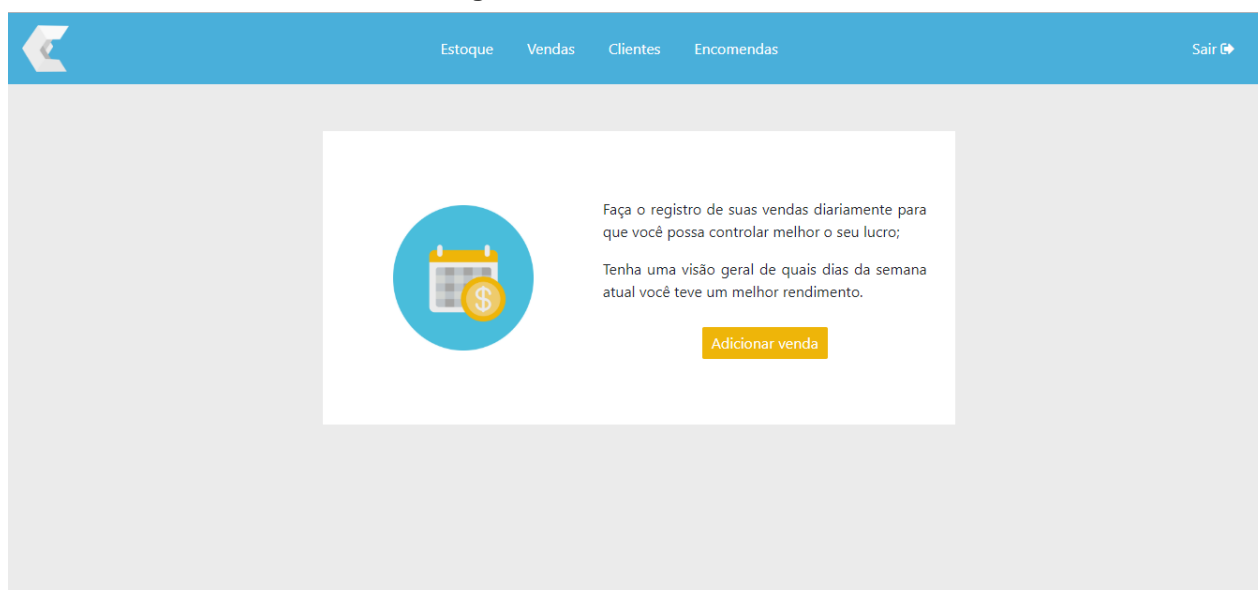 Estoque Vendas Clientes Encomendas Sair
Faça o registro de suas vendas diariamente para
que você possa controlar melhor o seu lucro;
Tenha uma visão geral de quais dias da semana
atual você teve um melhor rendimento.
$
Adicionar venda